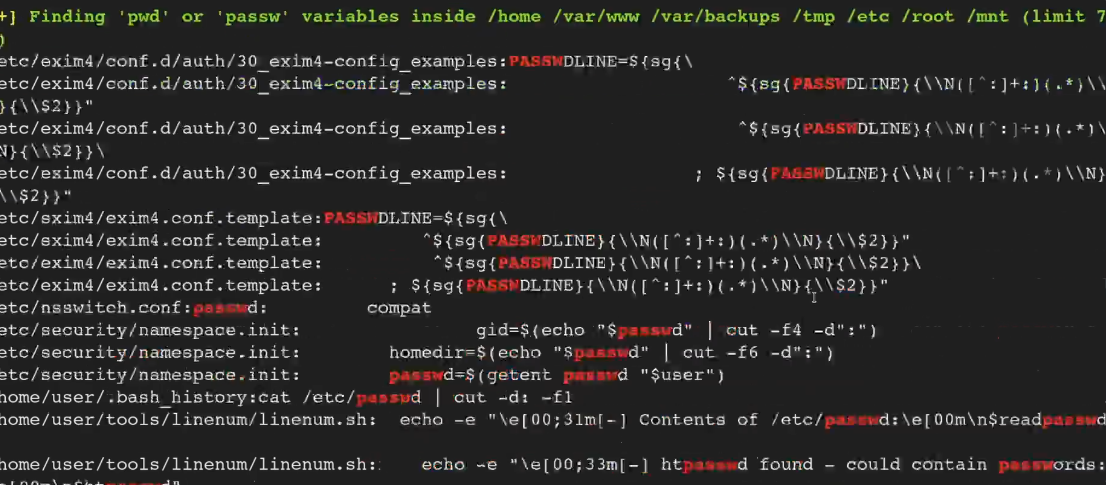 +] Finding 'pwd' or 'passw' variables inside /home /var/www /var/backups /tmp /etc /root /mnt (limit 7
)
etc/exim4/conf.d/auth/30_exim4-config_examples:PASSWDLINE=${sg{\
etc/exim4/conf.d/auth/30_exim4-config_examples: ^${sg{PASSWDLINE}{\\N([^:]+:)(.*)\\
}{\\$2}}"
etc/exim4/conf.d/auth/30_exim4-config_examples: ^${sg{PASSWDLINE}{\\N([^:]+:)(.*)\\
N}{\\$2}}\
etc/exim4/conf.d/auth/30_exim4-config_examples: ; ${sg{PASSWDLINE}{\\N([^:]+:)(.*)\\N}
\\$2}}"
etc/exim4/exim4.conf.template:PASSWDLINE=${sg{\
etc/exim4/exim4.conf.template: ^${sg{PASSWDLINE}{\\N([^:]+:)(.*)\\N}{\\$2}}"
etc/exim4/exim4.conf.template: ^${sg{PASSWDLINE}{\\N([^:]+:)(.*)\\N}{\\$2}}\
etc/exim4/exim4.conf.template: ; ${sg{PASSWDLINE}{\\N([^:]+:)(.*)\\N}{\\$2}}"
etc/nsswitch.conf:passwd: compat
etc/security/namespace.init: gid=$(echo "$passwd" | cut -f4 -d":")
etc/security/namespace.init: homedir=$(echo "$passwd" | cut -f6 -d":")
etc/security/namespace.init: passwd=$(getent passwd "$user")
home/user/.bash_history:cat /etc/passwd | cut -d: -f1
home/user/tools/linenum/linenum.sh: echo -e "\e[00;31m[-] Contents of /etc/passwd:\e[00m\n$readpasswd
home/user/tools/linenum/linenum.sh: echo -e "\e[00;33m[-] htpasswd found - could contain passwords: